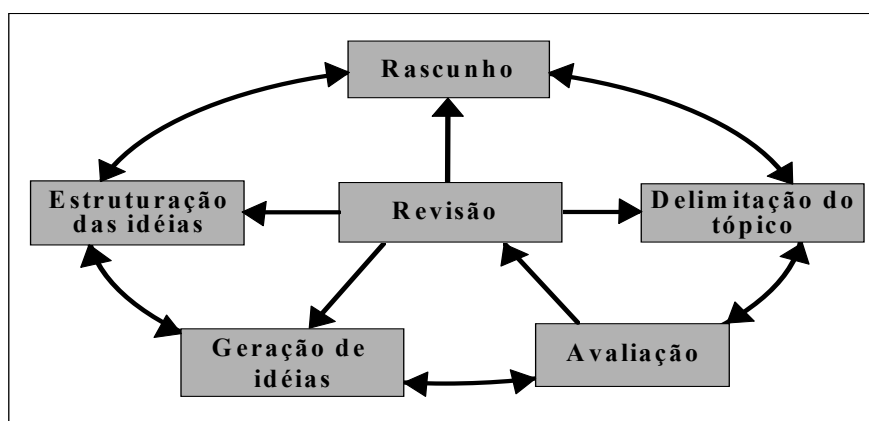 Rascunho
Estruturação
das idéias
Revisão
Delimitação do
tópico
Geração de
idéias
Avaliação